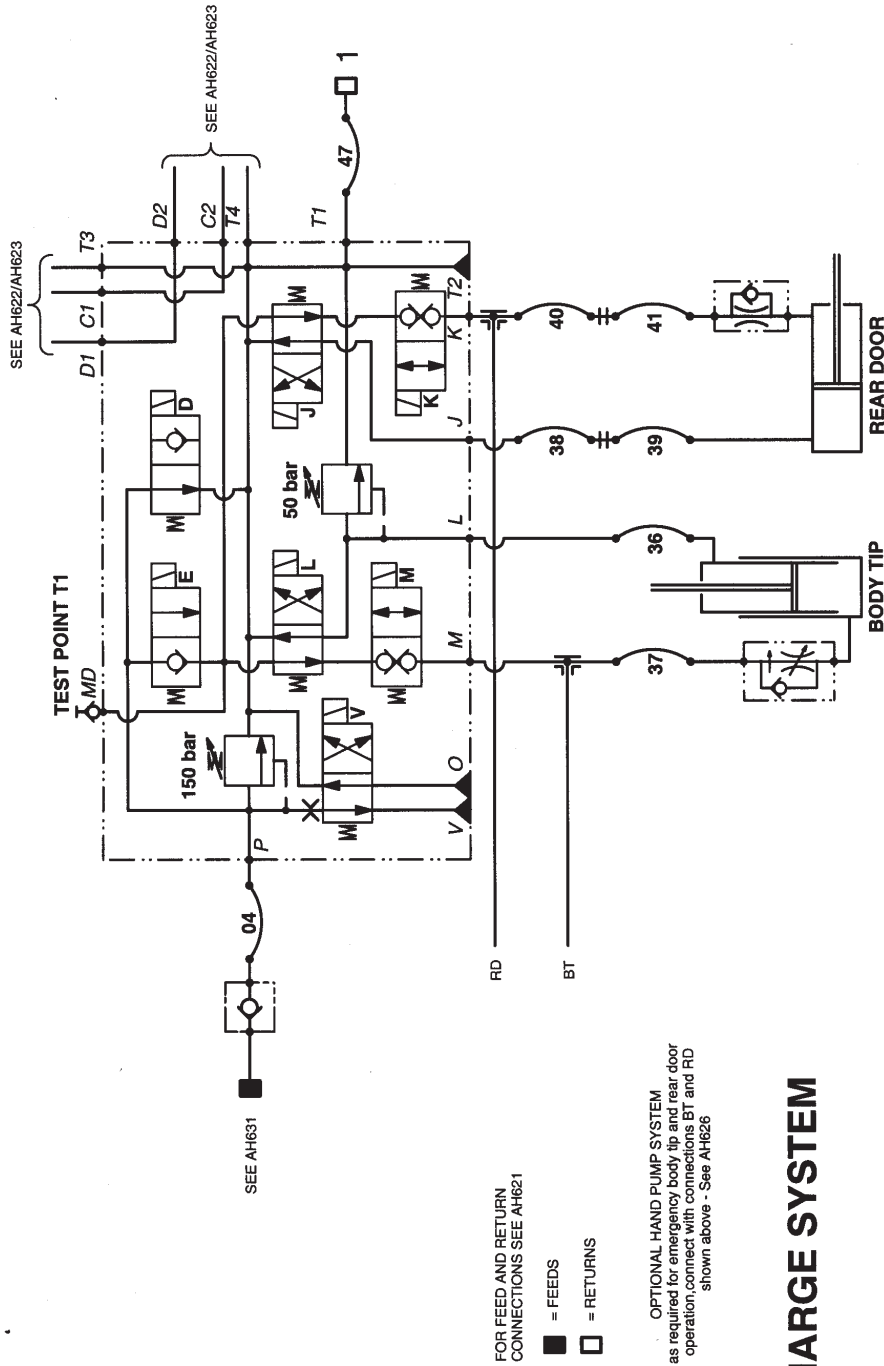 SEE AH622/AH623
SEE AH622/AH623
D1
C1
T3
D2
C2
T4
T1
47
1
TEST POINT T1
MD
E
D
150 bar
50 bar
L
J
M
K
V
P
V
O
M
L
J
K
T2
04
SEE AH631
RD
BT
37
36
38
39
40
41
BODY TIP
REAR DOOR
FOR FEED AND RETURN
CONNECTIONS SEE AH621
= FEEDS
= RETURNS
OPTIONAL HAND PUMP SYSTEM
as required for emergency body tip and rear door
operation,connect with connections BT and RD
shown above - See AH626
ARGE SYSTEM